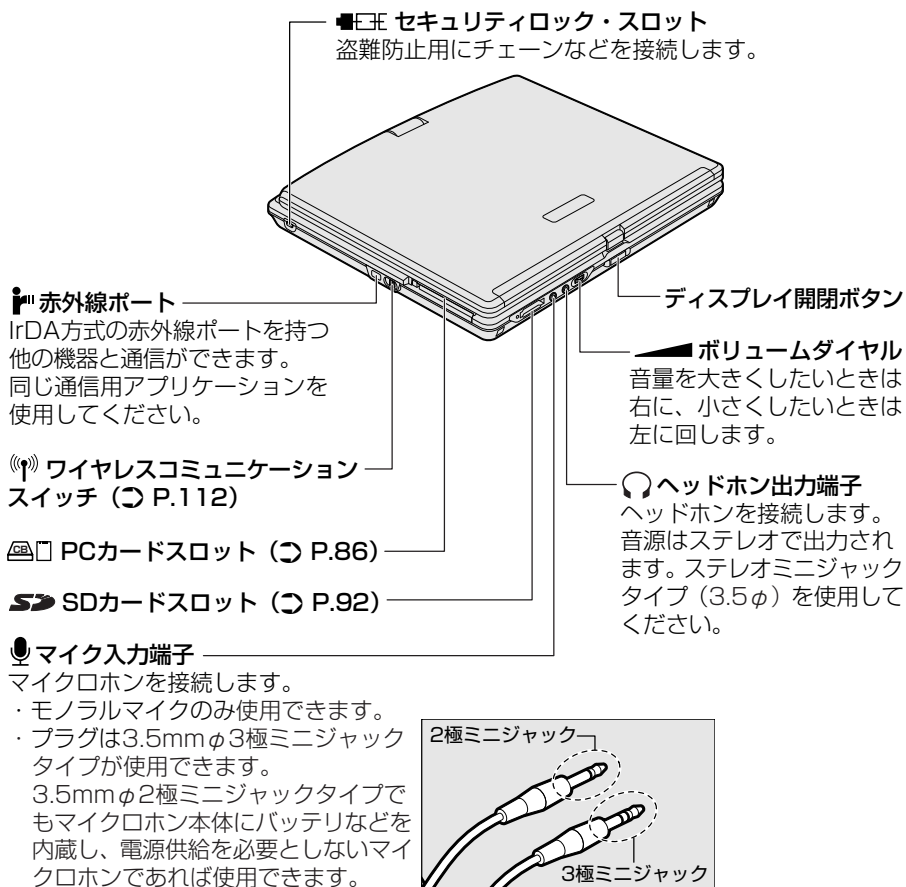 セキュリティロック・スロット
盗難防止用にチェーンなどを接続します。
赤外線ポート
IrDA方式の赤外線ポートを持つ
他の機器と通信ができます。
同じ通信用アプリケーションを
使用してください。
ワイヤレスコミュニケーション
スイッチ（P.112）
CB PCカードスロット（P.86）
SD SDカードスロット（P.92）
マイク入力端子
マイクロホンを接続します。
・モノラルマイクのみ使用できます。
・プラグは3.5mmφ3極ミニジャック
タイプが使用できます。
3.5mmφ2極ミニジャックタイプで
もマイクロホン本体にバッテリなどを
内蔵し、電源供給を必要としないマイ
クロホンであれば使用できます。
ディスプレイ開閉ボタン
ボリュームダイヤル
音量を大きくしたいときは
右に、小さくしたいときは
左に回します。
ヘッドホン出力端子
ヘッドホンを接続します。
音源はステレオで出力され
ます。ステレオミニジャック
タイプ（3.5φ）を使用して
ください。
2極ミニジャック
3極ミニジャック